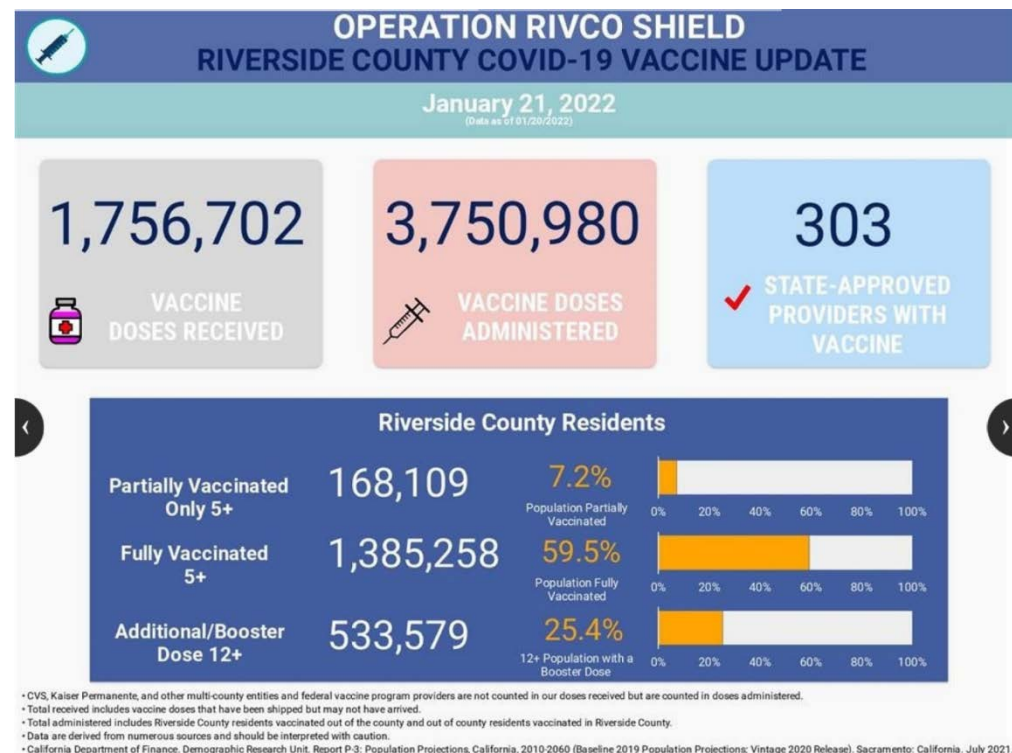 OPERATION RIVCO SHIELD
RIVERSIDE COUNTY COVID-19 VACCINE UPDATE
January 21, 2022
(Data as of 01/20/2022)
1,756,702
VACCINE
DOSES RECEIVED
3,750,980
VACCINE DOSES
ADMINISTERED
303
STATE-APPROVED
PROVIDERS WITH
VACCINE
Riverside County Residents
Partially Vaccinated
Only 5+
168,109
7.2%
Population Partially
Vaccinated
0% 20% 40% 60% 80% 100%
Fully Vaccinated
5+
1,385,258
59.5%
Population Fully
Vaccinated
0% 20% 40% 60% 80% 100%
Additional/Booster
Dose 12+
533,579
25.4%
12+ Population with a
Booster Dose
0% 20% 40% 60% 80% 100%
• CVS, Kaiser Permanente, and other multi-county entities and federal vaccine program providers are not counted in our doses received but are counted in doses administered.
• Total received includes vaccine doses that have been shipped but may not have arrived.
• Total administered includes Riverside County residents vaccinated out of the county and out of county residents vaccinated in Riverside County.
• Data are derived from numerous sources and should be interpreted with caution.
• California Department of Finance. Demographic Research Unit. Report P-3: Population Projections, California, 2010-2060 (Baseline 2019 Population Projections; Vintage 2020 Release). Sacramento: California. July 2021